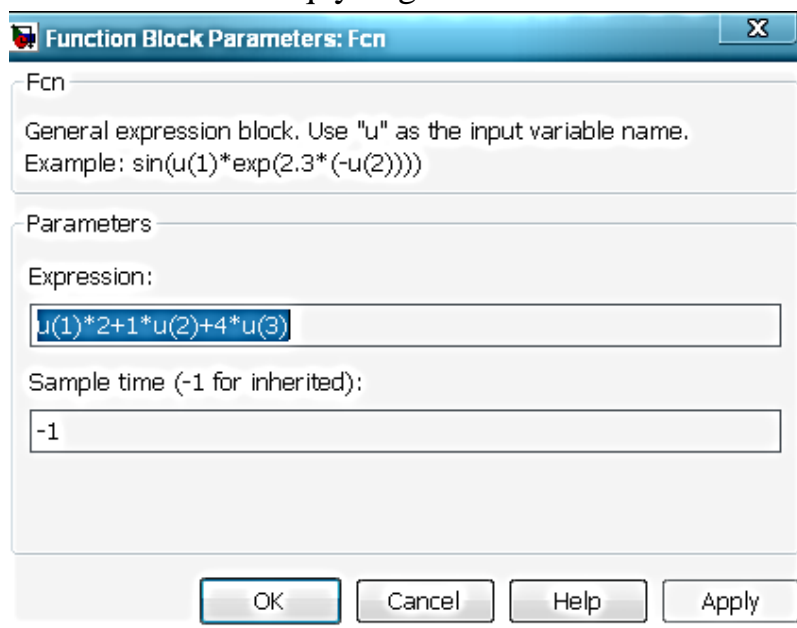 Function Block Parameters: Fcn
X
Fcn
General expression block. Use "u" as the input variable name.
Example: sin(u(1)*exp(2.3*(-u(2))))
Parameters
Expression:
u(1)*2+1*u(2)+4*u(3)
Sample time (-1 for inherited):
-1
OK Cancel Help Apply